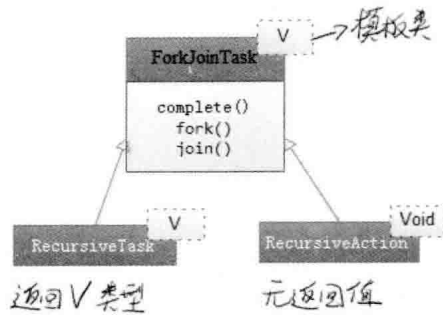 V →模板类
ForkJoinTask
complete()
fork()
join()
V
Void
RecursiveTask
RecursiveAction
返回V类型
无返回值